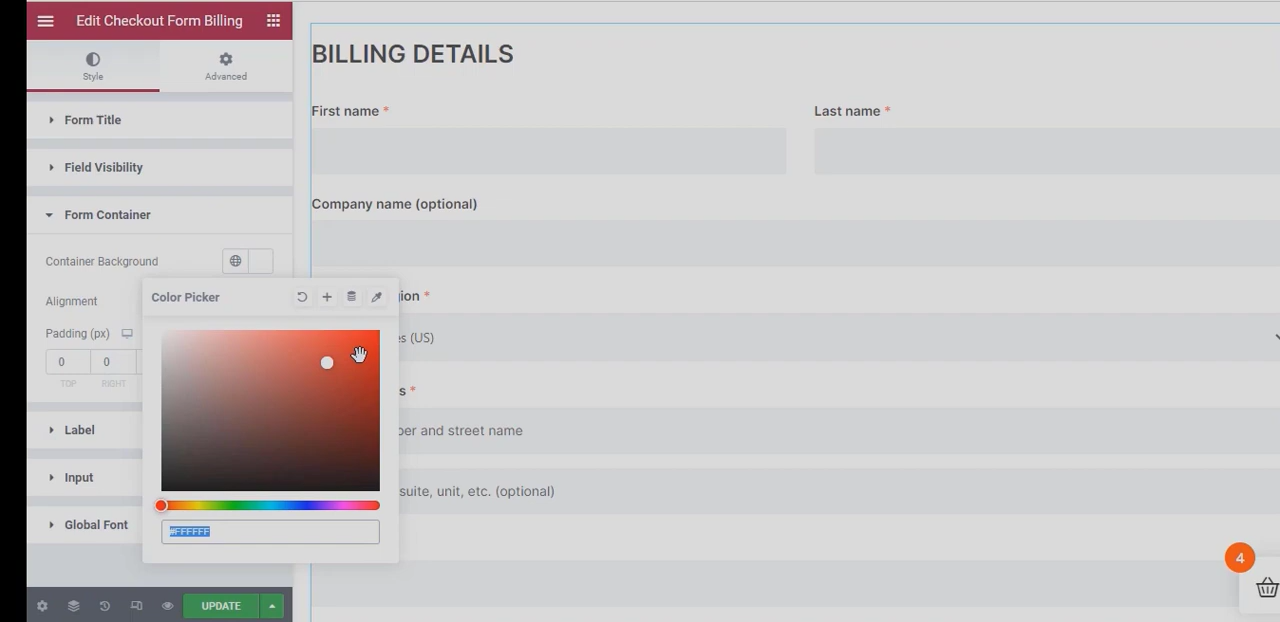 Edit Checkout Form Billing
Style
Advanced
Form Title
Field Visibility
Form Container
Container Background
Alignment
Padding (px)
0 0
TOP RIGHT
Label
Input
Global Font
UPDATE
Color Picker
#FFFFFF
BILLING DETAILS
First name *
Last name *
Company name (optional)
ion *
es (US)
s *
ber and street name
suite, unit, etc. (optional)
4